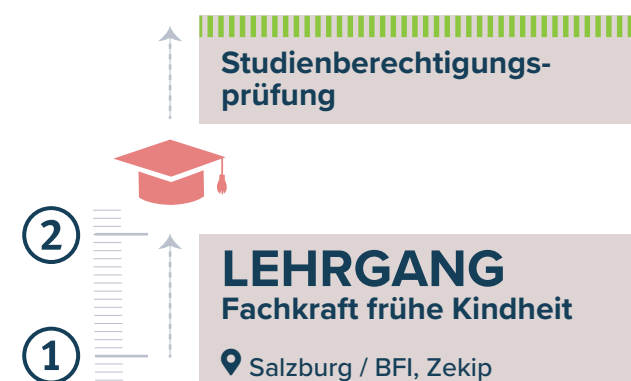 Studienberechtigungs-
prüfung
2
LEHRGANG
Fachkraft frühe Kindheit
1
Salzburg / BFI, Zekip